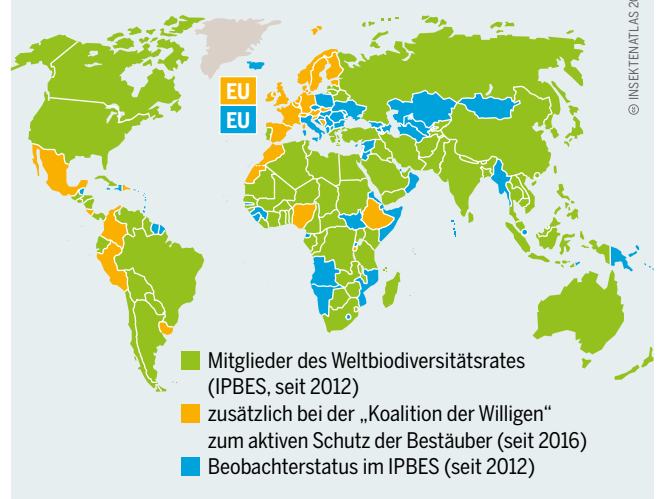 © INSEKTENATLAS 2
EU
EU
Mitglieder des Weltbiodiversitätsrates
(IPBES, seit 2012)
zusätzlich bei der „Koalition der Willigen“
zum aktiven Schutz der Bestäuber (seit 2016)
Beobachterstatus im IPBES (seit 2012)